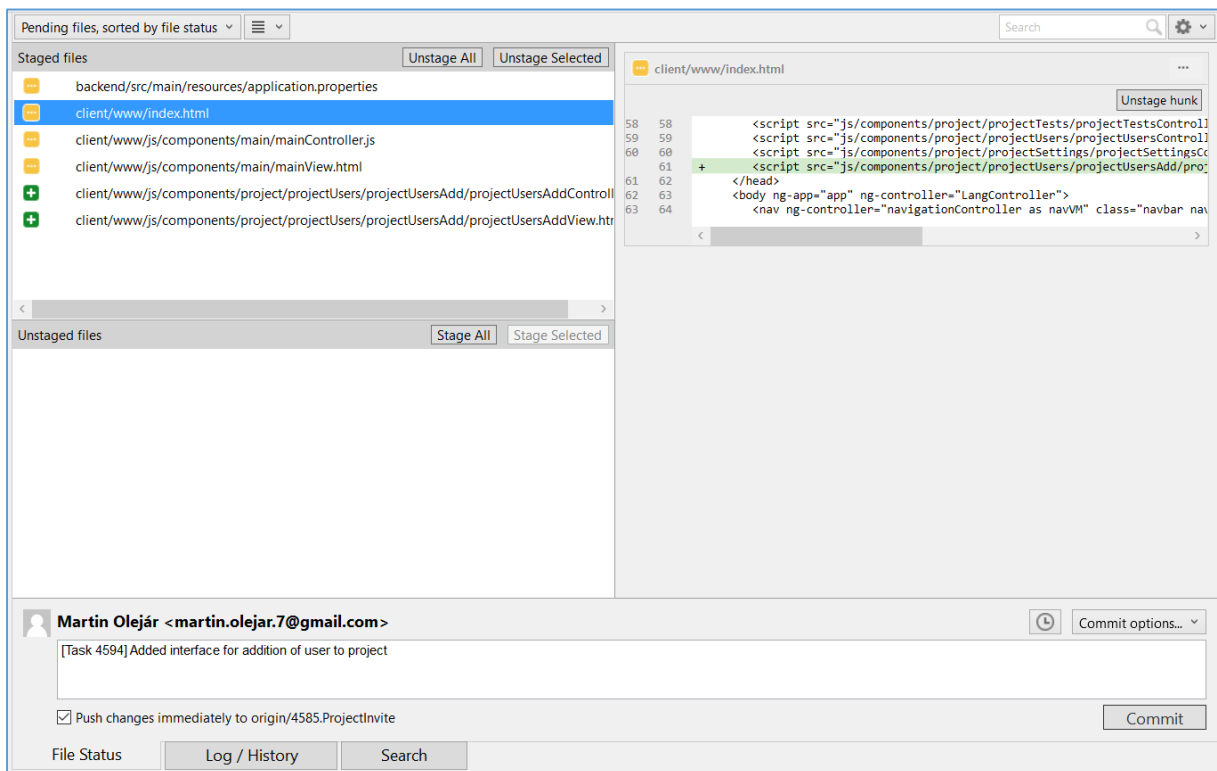 Pending files, sorted by file status
Search
Staged files
Unstage All
Unstage Selected
backend/src/main/resources/application.properties
client/www/index.html
client/www/js/components/main/mainController.js
client/www/js/components/main/mainView.html
client/www/js/components/project/projectUsers/projectUsersAdd/projectUsersAddControll
client/www/js/components/project/projectUsers/projectUsersAdd/projectUsersAddView.htm
Unstaged files
Stage All
Stage Selected
client/www/index.html
Unstage hunk
58 58 <script src="js/components/project/projectTests/projectTestsControll
59 59 <script src="js/components/project/projectUsers/projectUsersControll
60 60 <script src="js/components/project/projectSettings/projectSettingsCo
61 + <script src="js/components/project/projectUsers/projectUsersAdd/proj
61 62 </head>
62 63 <body ng-app="app" ng-controller="LangController">
63 64 <nav ng-controller="navigationController as navVM" class="navbar nav
Martin Olejár <martin.olejar.7@gmail.com>
Commit options...
[Task 4594] Added interface for addition of user to project
Push changes immediately to origin/4585.ProjectInvite
Commit
File Status
Log / History
Search